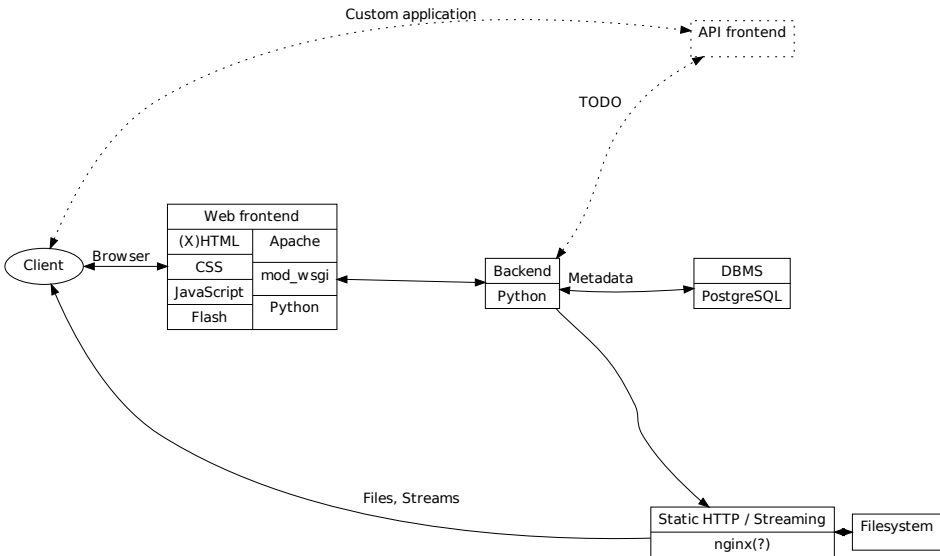 Custom application
API frontend
TODO
Web frontend
(X)HTML
CSS
JavaScript
Flash
Apache
mod_wsgi
Python
Client
Browser
Backend
Python
Metadata
DBMS
PostgreSQL
Files, Streams
Static HTTP / Streaming
nginx(?)
Filesystem